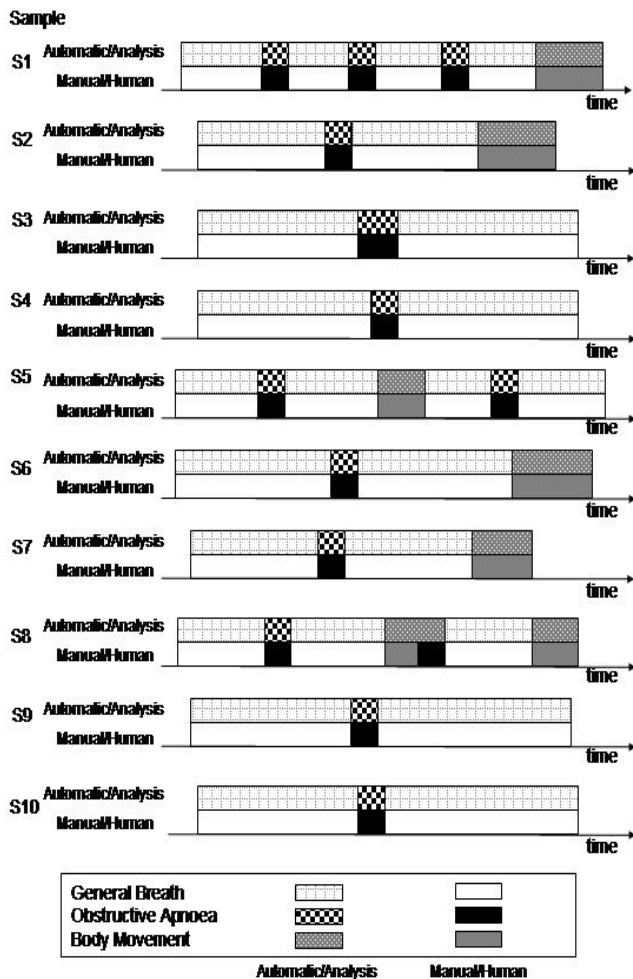 Sample
S1 Automatic/Analysis
Manual/Human
time
S2 Automatic/Analysis
Manual/Human
time
S3 Automatic/Analysis
Manual/Human
time
S4 Automatic/Analysis
Manual/Human
time
S5 Automatic/Analysis
Manual/Human
time
S6 Automatic/Analysis
Manual/Human
time
S7 Automatic/Analysis
Manual/Human
time
S8 Automatic/Analysis
Manual/Human
time
S9 Automatic/Analysis
Manual/Human
time
S10 Automatic/Analysis
Manual/Human
time
General Breath
Obstructive Apnoea
Body Movement
Automatic/Analysis Manual/Human